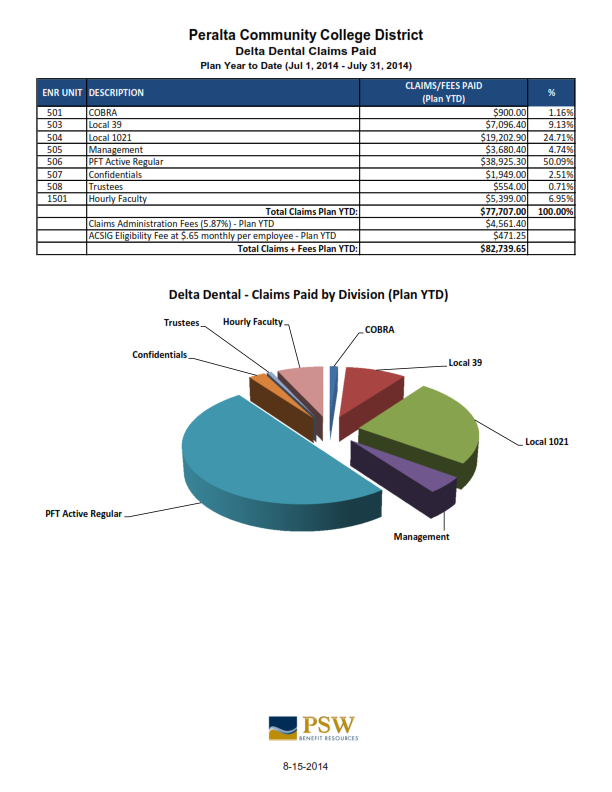 Peralta Community College District
Delta Dental Claims Paid
Plan Year to Date (Jul 1, 2014 - July 31, 2014)
ENR UNIT DESCRIPTION CLAIMS/FEES PAID (Plan YTD) %
501 COBRA $900.00 1.16%
503 Local 39 $7,096.40 9.13%
504 Local 1021 $19,202.90 24.71%
505 Management $3,680.40 4.74%
506 PFT Active Regular $38,925.30 50.09%
507 Confidentials $1,949.00 2.51%
508 Trustees $554.00 0.71%
1501 Hourly Faculty $5,399.00 6.95%
Total Claims Plan YTD: $77,707.00 100.00%
Claims Administration Fees (5.87%) - Plan YTD $4,561.40
ACSIG Eligibility Fee at $.65 monthly per employee - Plan YTD $471.25
Total Claims + Fees Plan YTD: $82,739.65
Delta Dental - Claims Paid by Division (Plan YTD)
Trustees
Hourly Faculty
COBRA
Confidentials
Local 39
Local 1021
PFT Active Regular
Management
PSW
BENEFIT RESOURCES
8-15-2014